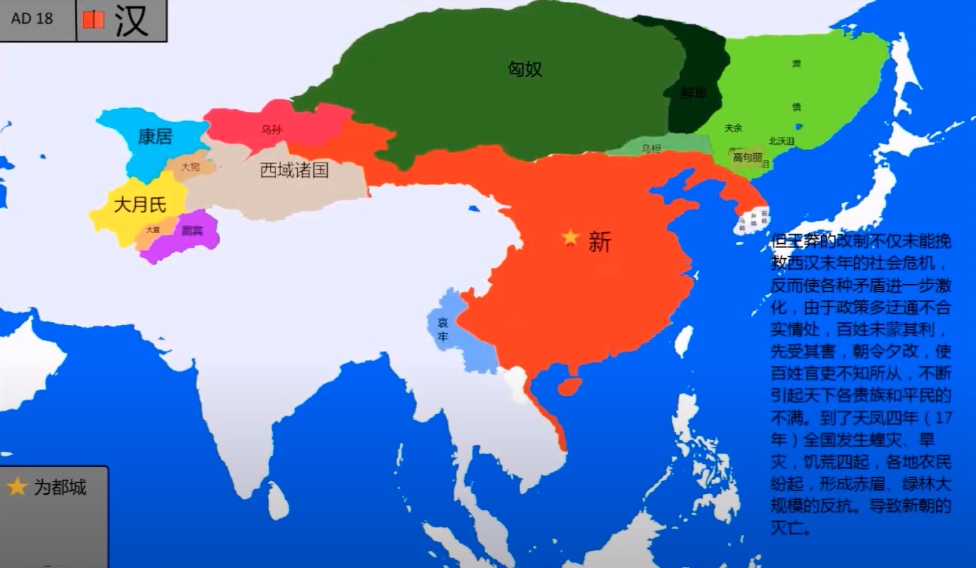 AD 18
汉
匈奴
肃
慎
鲜卑
夫余
北沃沮
乌桓
高句丽
康居
乌孙
大宛
西域诸国
大月氏
大夏
罽宾
新
哀
牢
但王莽的改制不仅未能挽
救西汉末年的社会危机，
反而使各种矛盾进一步激
化，由于政策多迂通不合
实情处，百姓未蒙其利，
先受其害，朝令夕改，使
百姓官吏不知所从，不断
引起天下各贵族和平民的
不满。到了天凤四年（17
年）全国发生蝗灾、旱
灾，饥荒四起，各地农民
纷起，形成赤眉、绿林大
规模的反抗。导致新朝的
灭亡。
为都城